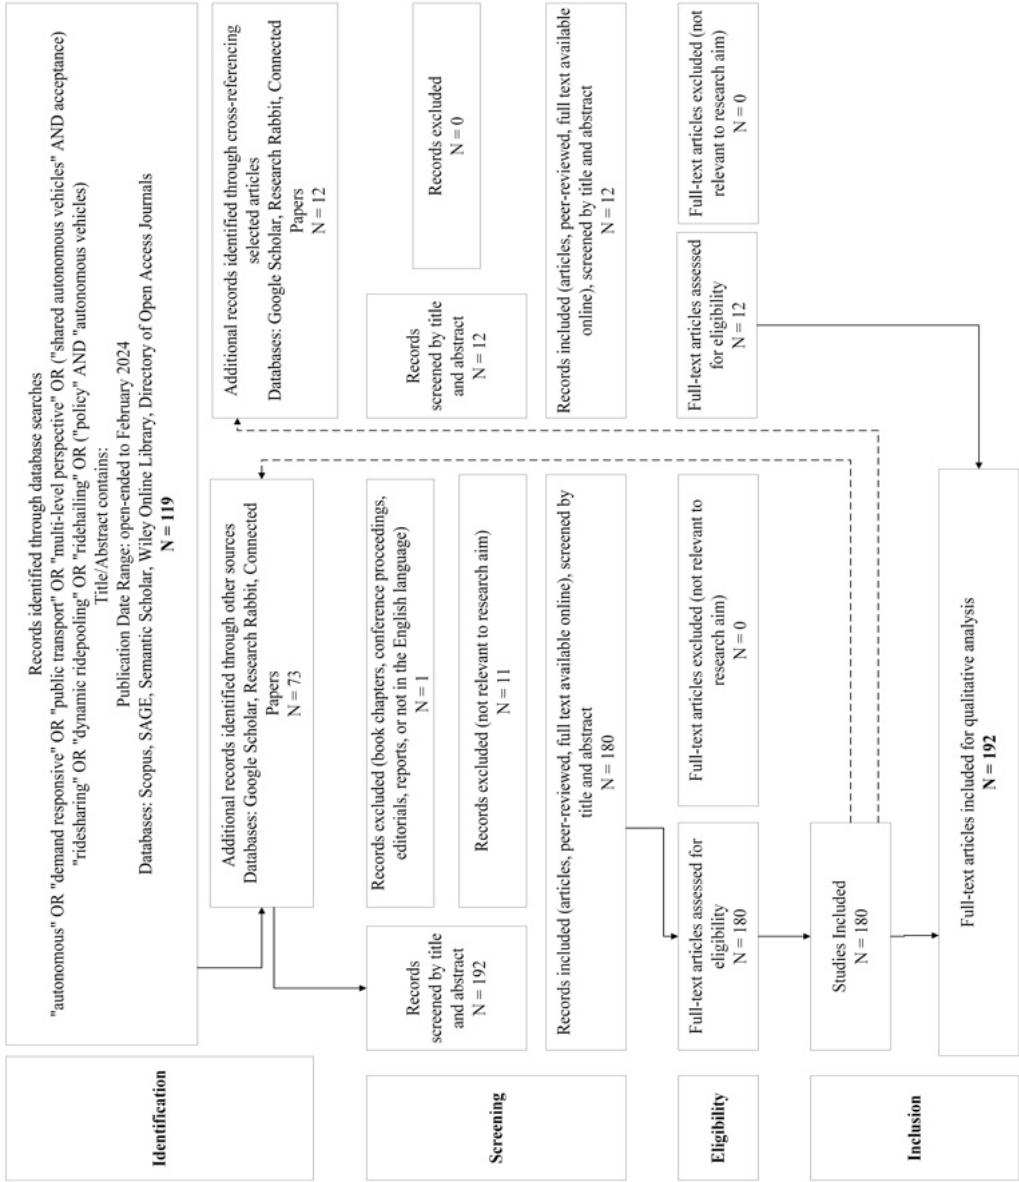 Identification
Records identified through database searches
"autonomous" OR "demand responsive" OR "public transport" OR "multi-level perspective" OR ("shared autonomous vehicles" AND acceptance)
"ridesharing" OR "dynamic ridepooling" OR "ridehailing" OR ("policy" AND "autonomous vehicles)
Title/Abstract contains:
Publication Date Range: open-ended to February 2024
Databases: Scopus, SAGE, Semantic Scholar, Wiley Online Library, Directory of Open Access Journals
N = 119
Additional records identified through other sources
Databases: Google Scholar, Research Rabbit, Connected
Papers
N = 73
Additional records identified through cross-referencing
selected articles
Databases: Google Scholar, Research Rabbit, Connected
Papers
N = 12
Screening
Records
screened by title
and abstract
N = 192
Records excluded (book chapters, conference proceedings,
editorials, reports, or not in the English language)
N = 1
Records excluded (not relevant to research aim)
N = 11
Records
screened by title
and abstract
N = 12
Records excluded
N = 0
Records included (articles, peer-reviewed, full text available online), screened by
title and abstract
N = 180
Records included (articles, peer-reviewed, full text available
online), screened by title and abstract
N = 12
Eligibility
Full-text articles assessed for
eligibility
N = 180
Full-text articles excluded (not relevant to
research aim)
N = 0
Full-text articles assessed
for eligibility
N = 12
Full-text articles excluded (not
relevant to research aim)
N = 0
Inclusion
Studies Included
N = 180
Full-text articles included for qualitative analysis
N = 192